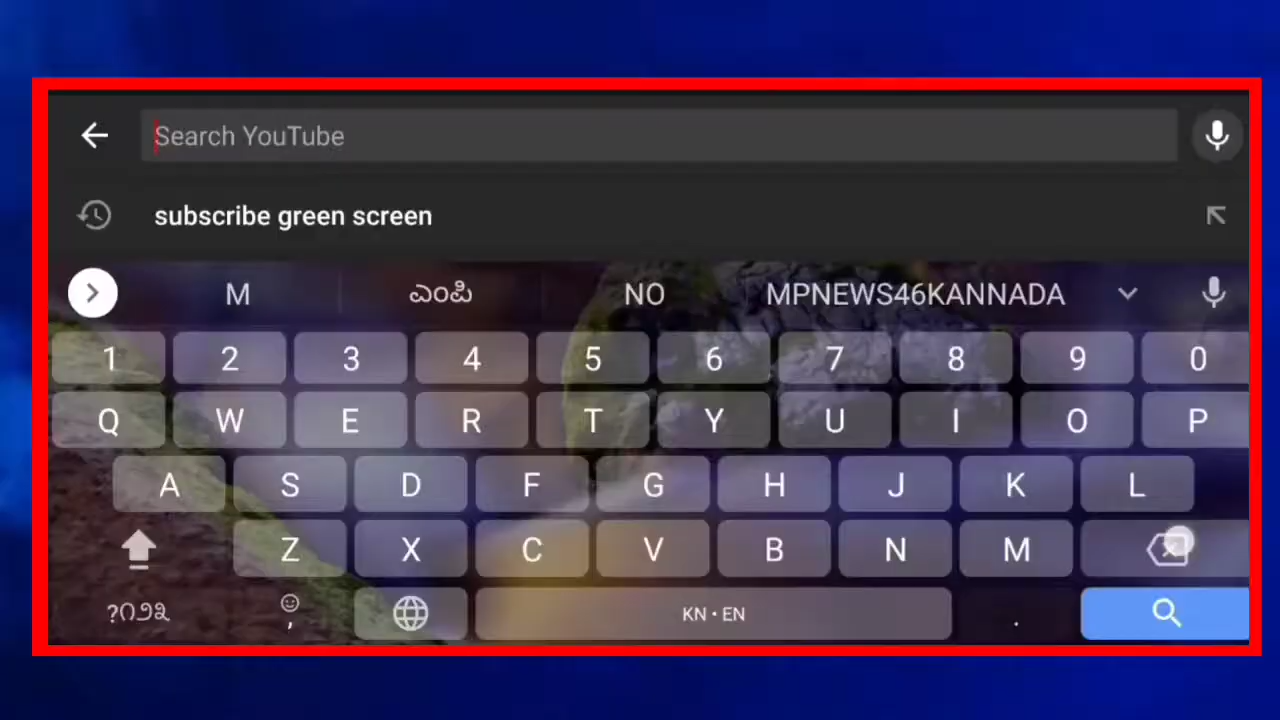 Search YouTube
subscribe green screen
M ಎಂಪಿ NO MPNEWS46KANNADA
1 2 3 4 5 6 7 8 9 0
Q W E R T Y U I O P
A S D F G H J K L
Z X C V B N M
?೧೨೩ , KN • EN .